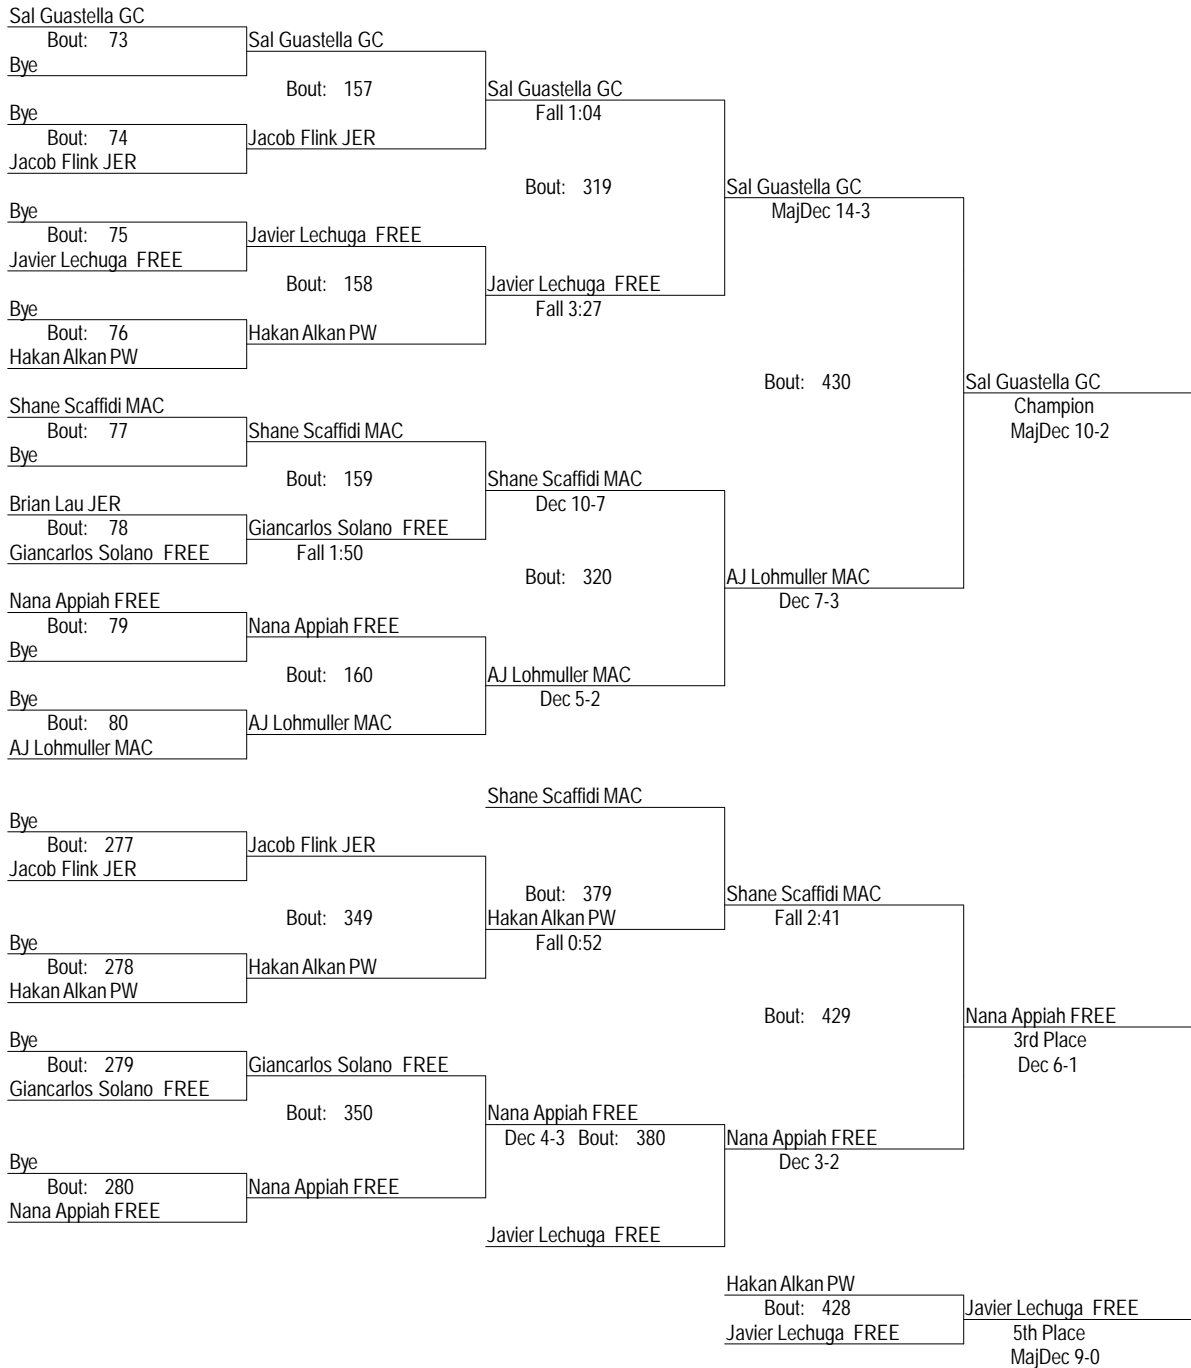 Sal Guastella GC
Bout: 73
Bye
Sal Guastella GC
Bout: 157
Bye
Bout: 74
Jacob Flink JER
Jacob Flink JER
Sal Guastella GC
Fall 1:04
Bout: 319
Bye
Bout: 75
Javier Lechuga FREE
Javier Lechuga FREE
Bout: 158
Bye
Bout: 76
Hakan Alkan PW
Hakan Alkan PW
Javier Lechuga FREE
Fall 3:27
Sal Guastella GC
MajDec 14-3
Bout: 430
Shane Scaffidi MAC
Bout: 77
Bye
Shane Scaffidi MAC
Bout: 159
Brian Lau JER
Bout: 78
Giancarlos Solano FREE
Giancarlos Solano FREE
Fall 1:50
Shane Scaffidi MAC
Dec 10-7
Bout: 320
Nana Appiah FREE
Bout: 79
Bye
Nana Appiah FREE
Bout: 160
Bye
Bout: 80
AJ Lohmuller MAC
AJ Lohmuller MAC
AJ Lohmuller MAC
Dec 5-2
AJ Lohmuller MAC
Dec 7-3
Sal Guastella GC
Champion
MajDec 10-2
Shane Scaffidi MAC
Bye
Bout: 277
Jacob Flink JER
Jacob Flink JER
Bout: 349
Bye
Bout: 278
Hakan Alkan PW
Hakan Alkan PW
Bout: 379
Hakan Alkan PW
Fall 0:52
Shane Scaffidi MAC
Fall 2:41
Bout: 429
Bye
Bout: 279
Giancarlos Solano FREE
Giancarlos Solano FREE
Bout: 350
Bye
Bout: 280
Nana Appiah FREE
Nana Appiah FREE
Nana Appiah FREE
Dec 4-3 Bout: 380
Javier Lechuga FREE
Nana Appiah FREE
Dec 3-2
Nana Appiah FREE
3rd Place
Dec 6-1
Hakan Alkan PW
Bout: 428
Javier Lechuga FREE
Javier Lechuga FREE
5th Place
MajDec 9-0